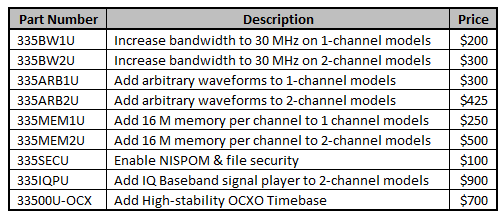 Part Number Description Price
335BW1U Increase bandwidth to 30 MHz on 1-channel models $200
335BW2U Increase bandwidth to 30 MHz on 2-channel models $300
335ARB1U Add arbitrary waveforms to 1-channel models $300
335ARB2U Add arbitrary waveforms to 2-channel models $425
335MEM1U Add 16 M memory per channel to 1 channel models $250
335MEM2U Add 16 M memory per channel to 2-channel models $500
335SECU Enable NISPOM & file security $100
335IQPU Add IQ Baseband signal player to 2-channel models $900
33500U-OCX Add High-stability OCXO Timebase $700